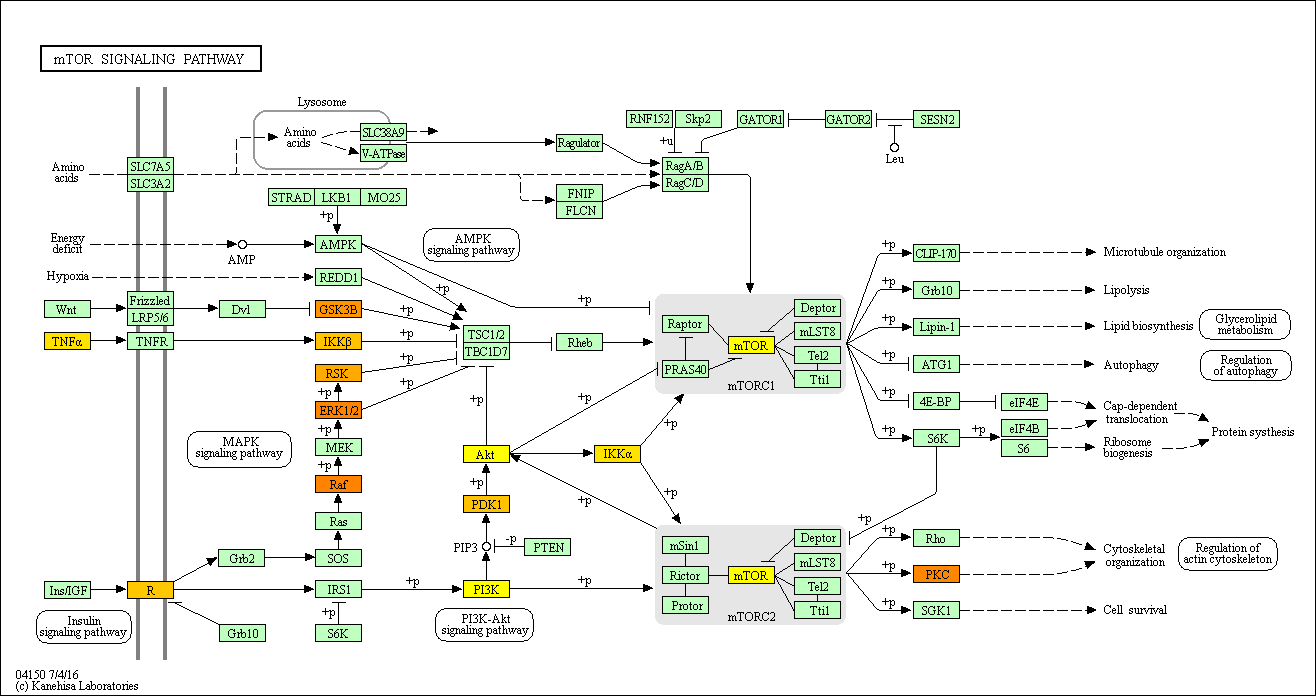 mTOR SIGNALING PATHWAY
Lysosome
Amino
acids
SLC38A9
V-ATPase
Ragulator
RNF152
Skp2
GATOR1
GATOR2
SESN2
Leu
+u
RagA/B
RagC/D
Amino
acids
SLC7A5
SLC3A2
FNIP
FLCN
STRAD
LKB1
MO25
+p
Energy
deficit
AMP
AMPK
AMPK
signaling pathway
Hypoxia
REDD1
+p
+p
Wnt
Frizzled
LRP5/6
Dvl
GSK3B
+p
TNFα
TNFR
IKKβ
+p
TSC1/2
TBC1D7
Rheb
RSK
+p
+p
ERK1/2
+p
+p
MEK
+p
Raf
Ras
MAPK
signaling pathway
Grb2
SOS
Ins/IGF
R
IRS1
+p
PI3K
+p
Insulin
signaling pathway
Grb10
+p
S6K
PI3K-Akt
signaling pathway
+p
Akt
+p
PDK1
PIP3
-p
PTEN
+p
+p
IKKα
+p
+p
Raptor
PRAS40
mTOR
Deptor
mLST8
Tel2
Tti1
mTORC1
mSin1
Rictor
Protor
mTOR
Deptor
mLST8
Tel2
Tti1
mTORC2
+p
CLIP-170
Microtubule organization
+p
Grb10
Lipolysis
+p
Lipin-1
Lipid biosynthesis
Glycerolipid
metabolism
+p
ATG1
Autophagy
Regulation
of autophagy
+p
4E-BP
eIF4E
Cap-dependent
translocation
+p
S6K
+p
eIF4B
S6
Ribosome
biogenesis
Protein systhesis
+p
+p
Rho
Cytoskeletal
organization
Regulation of
actin cytoskeleton
+p
PKC
+p
SGK1
Cell survival
04150 7/4/16
(c) Kanehisa Laboratories